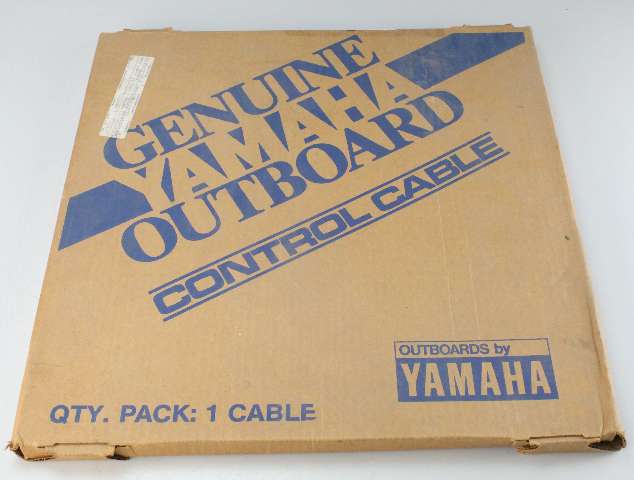 GENUINE
YAMAHA
OUTBOARD
CONTROL CABLE
OUTBOARDS by
YAMAHA
QTY. PACK: 1 CABLE